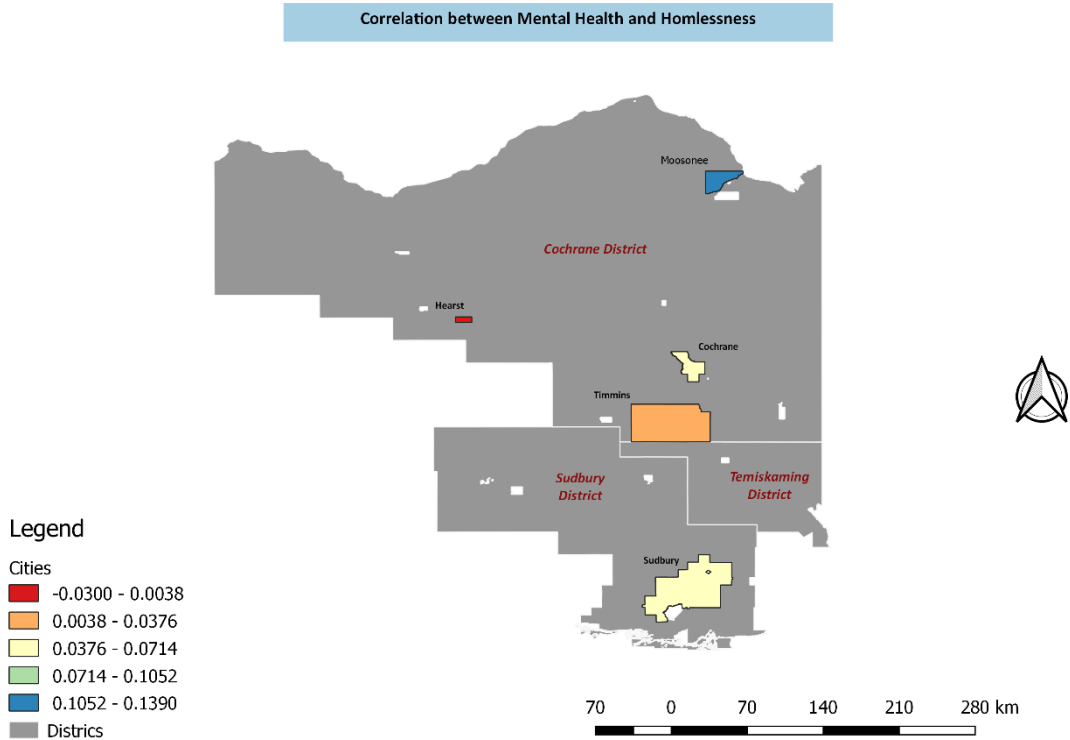 Correlation between Mental Health and Homlessness
Moosonee
Cochrane District
Hearst
Cochrane
Timmins
Sudbury
District
Temiskaming
District
Sudbury
Legend
Cities
-0.0300 - 0.0038
0.0038 - 0.0376
0.0376 - 0.0714
0.0714 - 0.1052
0.1052 - 0.1390
Districs
70 0 70 140 210 280 km